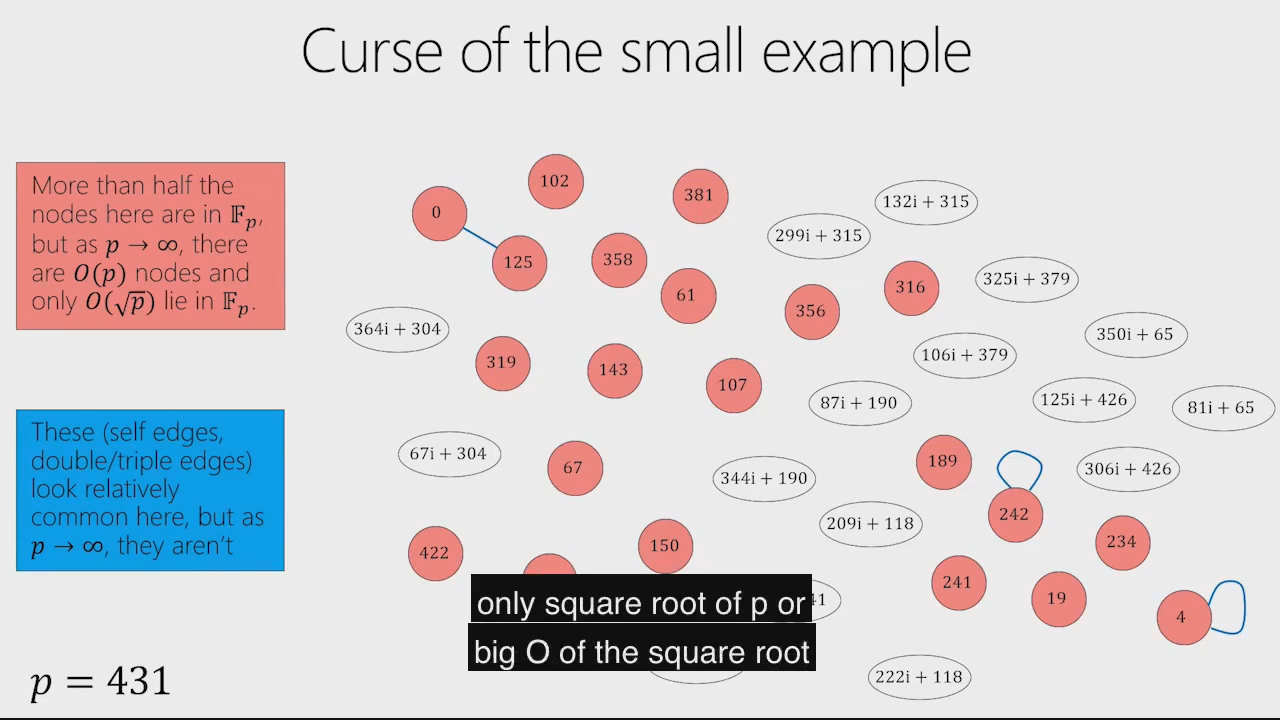 Curse of the small example
More than half the
nodes here are in 𝔽ₚ,
but as p → ∞, there
are O(p) nodes and
only O(√p) lie in 𝔽ₚ.
These (self edges,
double/triple edges)
look relatively
common here, but as
p → ∞, they aren't
p = 431
102
381
132i + 315
0
299i + 315
125
358
325i + 379
61
316
356
364i + 304
350i + 65
106i + 379
319
143
107
87i + 190
125i + 426
81i + 65
67i + 304
67
189
306i + 426
344i + 190
242
209i + 118
422
150
234
241
19
4
222i + 118
only square root of p or
big O of the square root